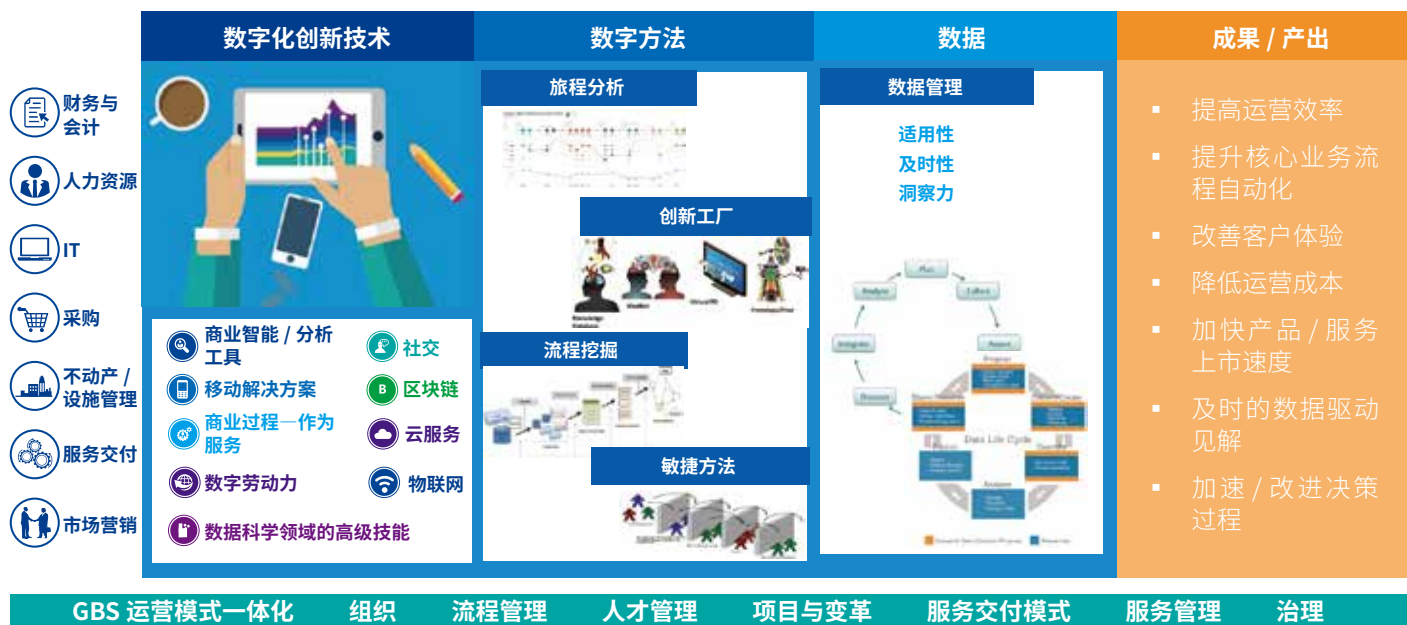 数字化创新技术
数字方法
数据
成果 / 产出
财务与
会计
人力资源
IT
采购
不动产 /
设施管理
服务交付
市场营销
商业智能 / 分析
工具
社交
移动解决方案
B
区块链
商业过程一作为
服务
云服务
数字劳动力
物联网
数据科学领域的高级技能
旅程分析
创新工厂
流程挖掘
敏捷方法
数据管理
适用性
及时性
洞察力
Plan
Collect
Assure
Analyze
Integrate
Discover
Data Life Cycle
▪ 提高运营效率
▪ 提升核心业务流
程自动化
▪ 改善客户体验
▪ 降低运营成本
▪ 加快产品 / 服务
上市速度
▪ 及时的数据驱动
见解
▪ 加速 / 改进决策
过程
GBS 运营模式一体化 组织 流程管理 人才管理 项目与变革 服务交付模式 服务管理 治理